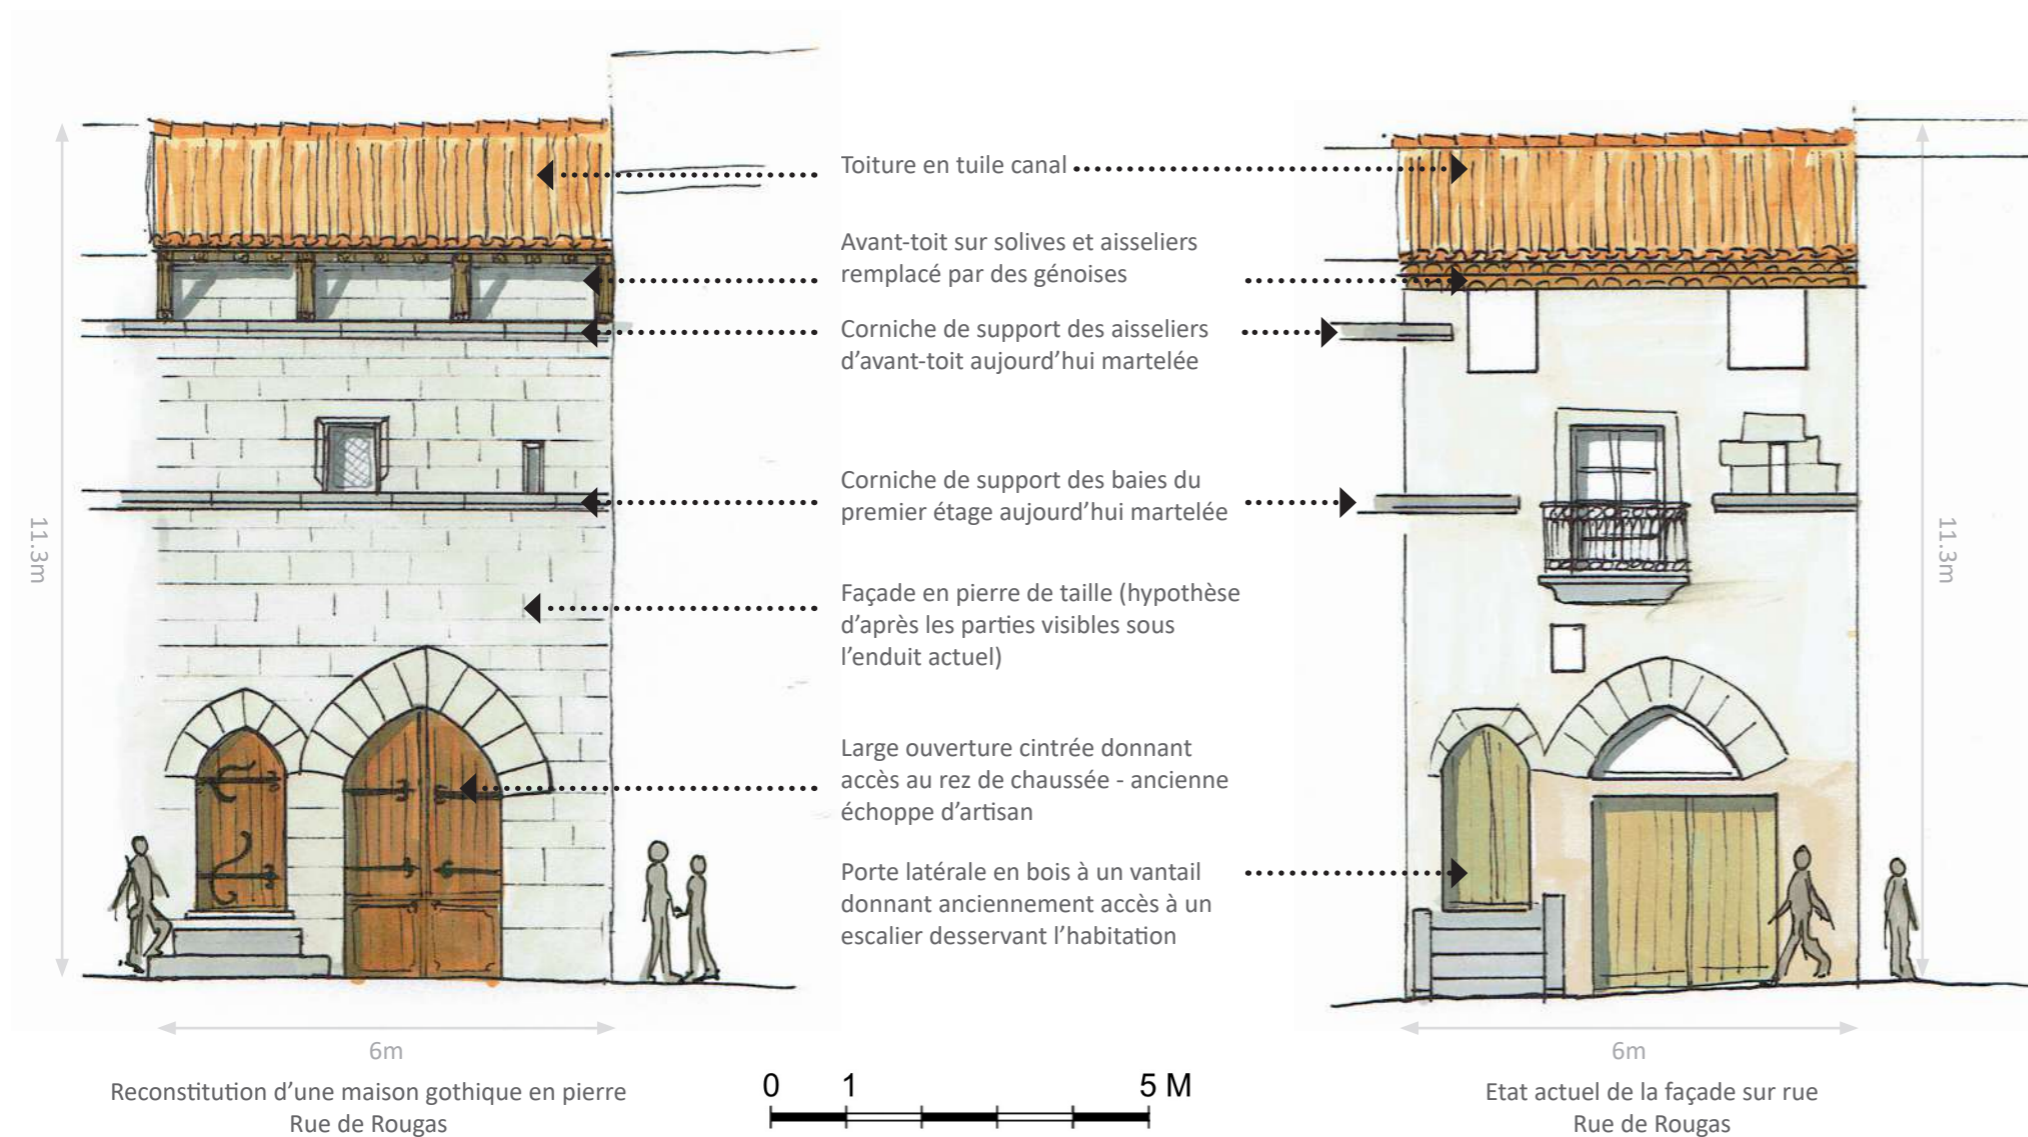 Toiture en tuile canal
Avant-toit sur solives et aisseliers
remplacé par des génoises
Corniche de support des aisseliers
d’avant-toit aujourd’hui martelée
Corniche de support des baies du
premier étage aujourd’hui martelée
Façade en pierre de taille (hypothèse
d’après les parties visibles sous
l’enduit actuel)
Large ouverture cintrée donnant
accès au rez de chaussée - ancienne
échoppe d’artisan
Porte latérale en bois à un vantail
donnant anciennement accès à un
escalier desservant l’habitation
11.3m
11.3m
6m
6m
Reconstitution d’une maison gothique en pierre
Rue de Rougas
0 1 5 M
Etat actuel de la façade sur rue
Rue de Rougas